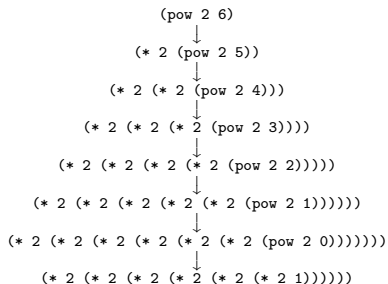 (pow 2 6)
(* 2 (pow 2 5))
(* 2 (* 2 (pow 2 4)))
(* 2 (* 2 (* 2 (pow 2 3))))
(* 2 (* 2 (* 2 (* 2 (pow 2 2)))))
(* 2 (* 2 (* 2 (* 2 (* 2 (pow 2 1))))))
(* 2 (* 2 (* 2 (* 2 (* 2 (* 2 (pow 2 0)))))))
(* 2 (* 2 (* 2 (* 2 (* 2 (* 2 1))))))